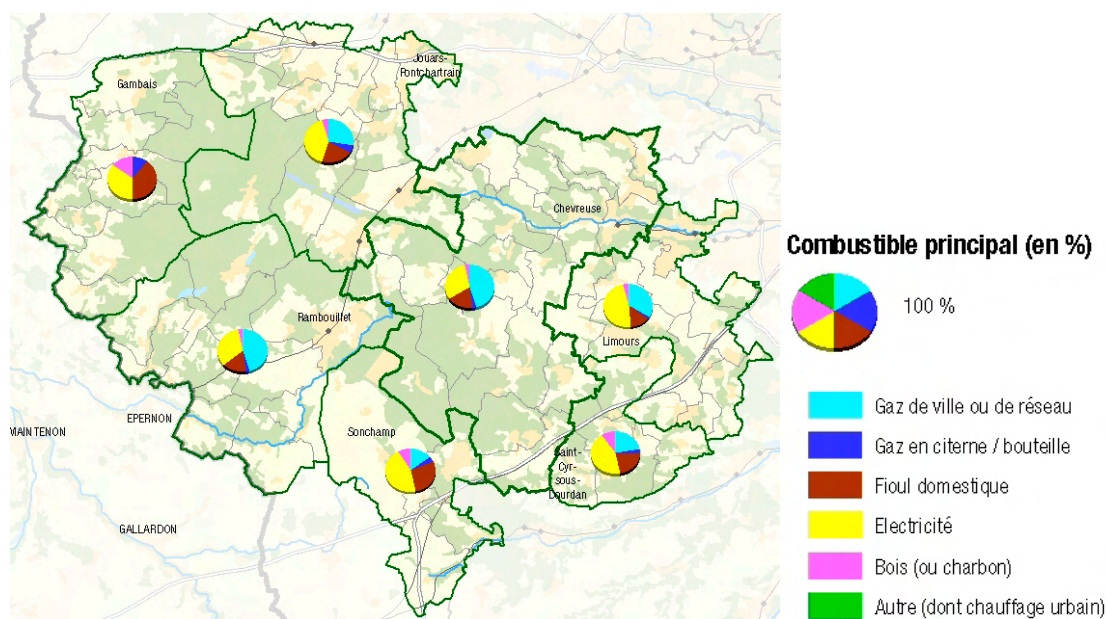 Jouars-
Pontchartrain
Gambais
Chevreuse
Rambouillet
Limours
EPERNON
MAINTENON
Sonchamp
Saint-
Cyr-
sous-
Dourdan
GALLARDON
Combustible principal (en %)
100 %
Gaz de ville ou de réseau
Gaz en citerne / bouteille
Fioul domestique
Electricité
Bois (ou charbon)
Autre (dont chauffage urbain)